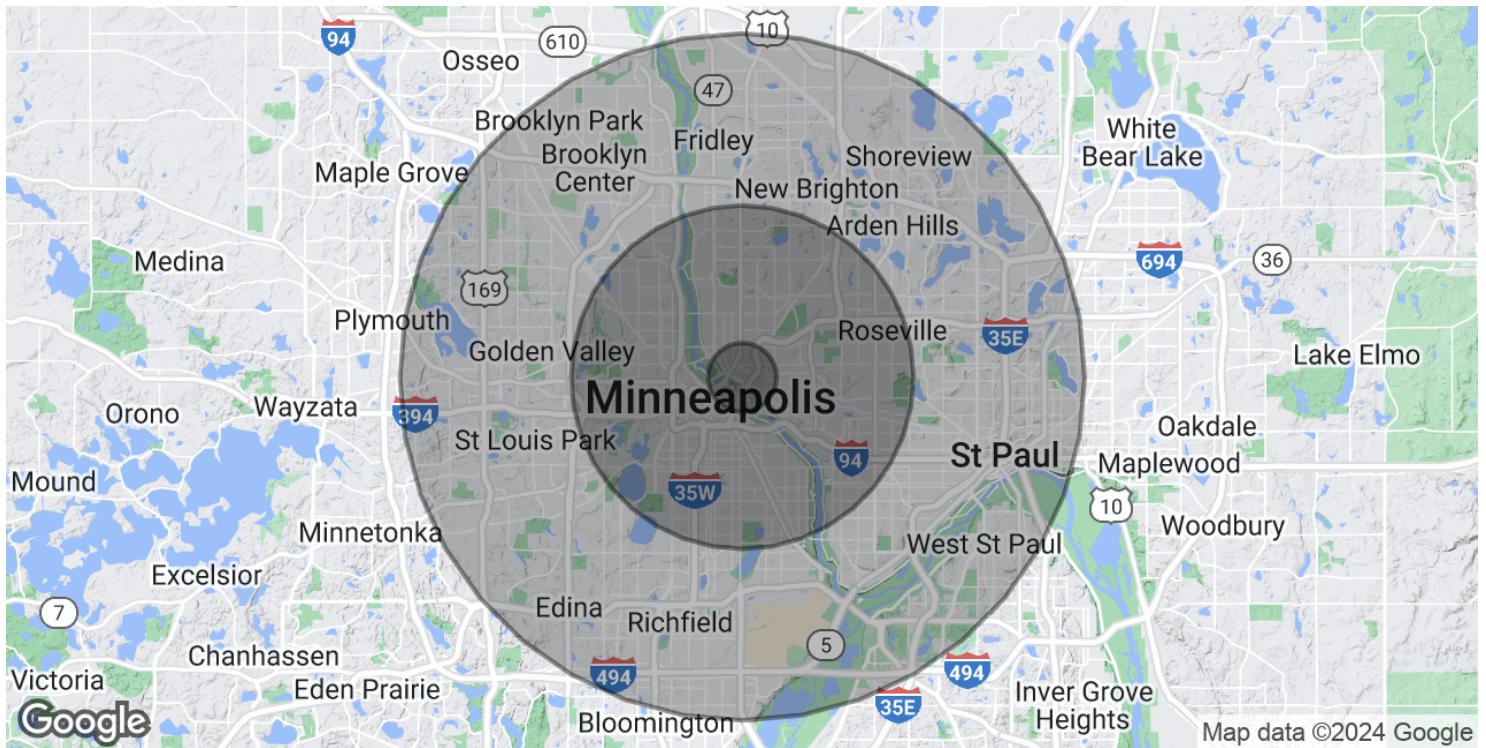 94
610
10
Osseo
47
Brooklyn Park
Fridley
White
Bear Lake
Brooklyn
Center
Shoreview
Maple Grove
New Brighton
Arden Hills
Medina
694
36
169
Plymouth
Roseville
35E
Golden Valley
Lake Elmo
Minneapolis
Orono
Wayzata
394
Oakdale
St Louis Park
94
St Paul
Maplewood
Mound
35W
10
Minnetonka
Woodbury
West St Paul
Excelsior
7
Edina
Richfield
5
Chanhassen
494
494
Victoria
Eden Prairie
35E
Inver Grove
Heights
Bloomington
Google
Map data ©2024 Google